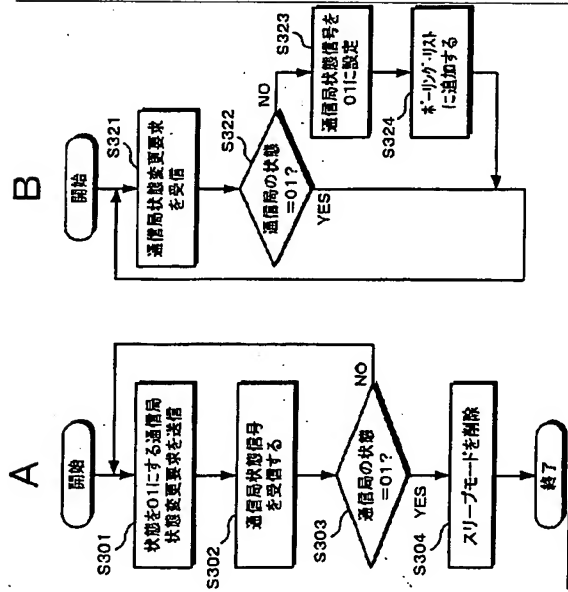 A
開始
S301
状態を01にする通信局
状態変更要求を送信
S302
通信局状態信号
を受信する
S303
通信局の状態
=01?
NO
YES
S304
スリープモードを削除
終了
B
開始
S321
通信局状態変更要求
を受信
S322
通信局の状態
=01?
NO
YES
S323
通信局状態信号を
01に設定
S324
ポーリング・リスト
に追加する